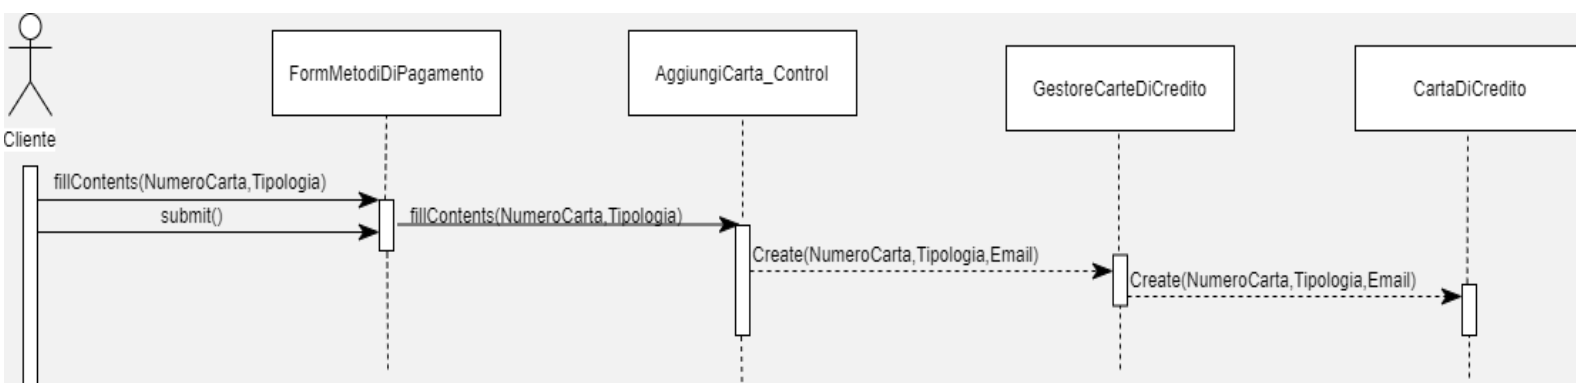 FormMetodiDiPagamento
AggiungiCarta_Control
GestoreCarteDiCredito
CartaDiCredito
Cliente
fillContents(NumeroCarta,Tipologia)
submit()
fillContents(NumeroCarta,Tipologia)
Create(NumeroCarta,Tipologia,Email)
Create(NumeroCarta,Tipologia,Email)